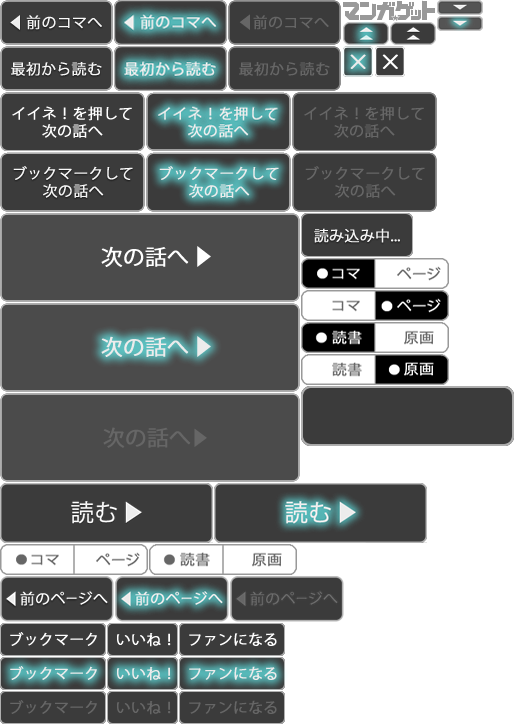 前のコマへ 前のコマへ 前のコマへ マンガ★ゲット
最初から読む 最初から読む 最初から読む
イイネ！を押して
次の話へ
イイネ！を押して
次の話へ
イイネ！を押して
次の話へ
ブックマークして
次の話へ
ブックマークして
次の話へ
ブックマークして
次の話へ
次の話へ▶
読み込み中...
●コマ ページ
コマ ●ページ
●読書 原画
読書 ●原画
次の話へ▶
次の話へ▶
読む▶ 読む▶
●コマ ページ ●読書 原画
◀前のページへ ◀前のページへ ◀前のページへ
ブックマーク いいね！ ファンになる
ブックマーク いいね！ ファンになる
ブックマーク いいね！ ファンになる